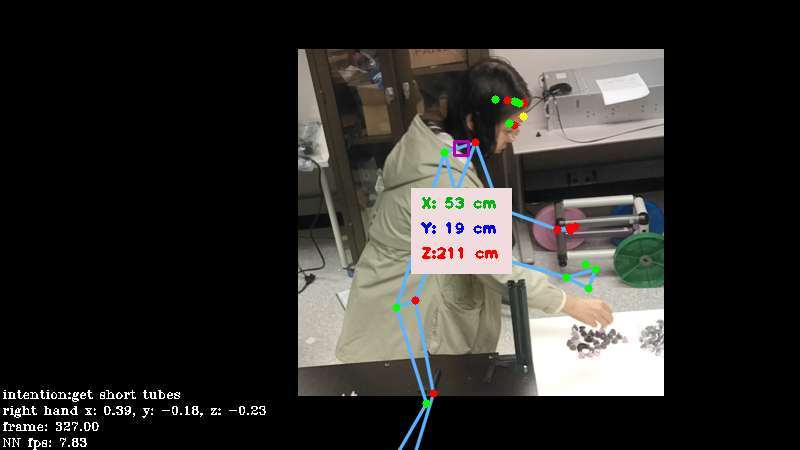 X: 53 cm
Y: 19 cm
Z:211 cm
intention:get short tubes
right hand x: 0.39, y: −0.18, z: −0.23
frame: 327.00
NN fps: 7.83